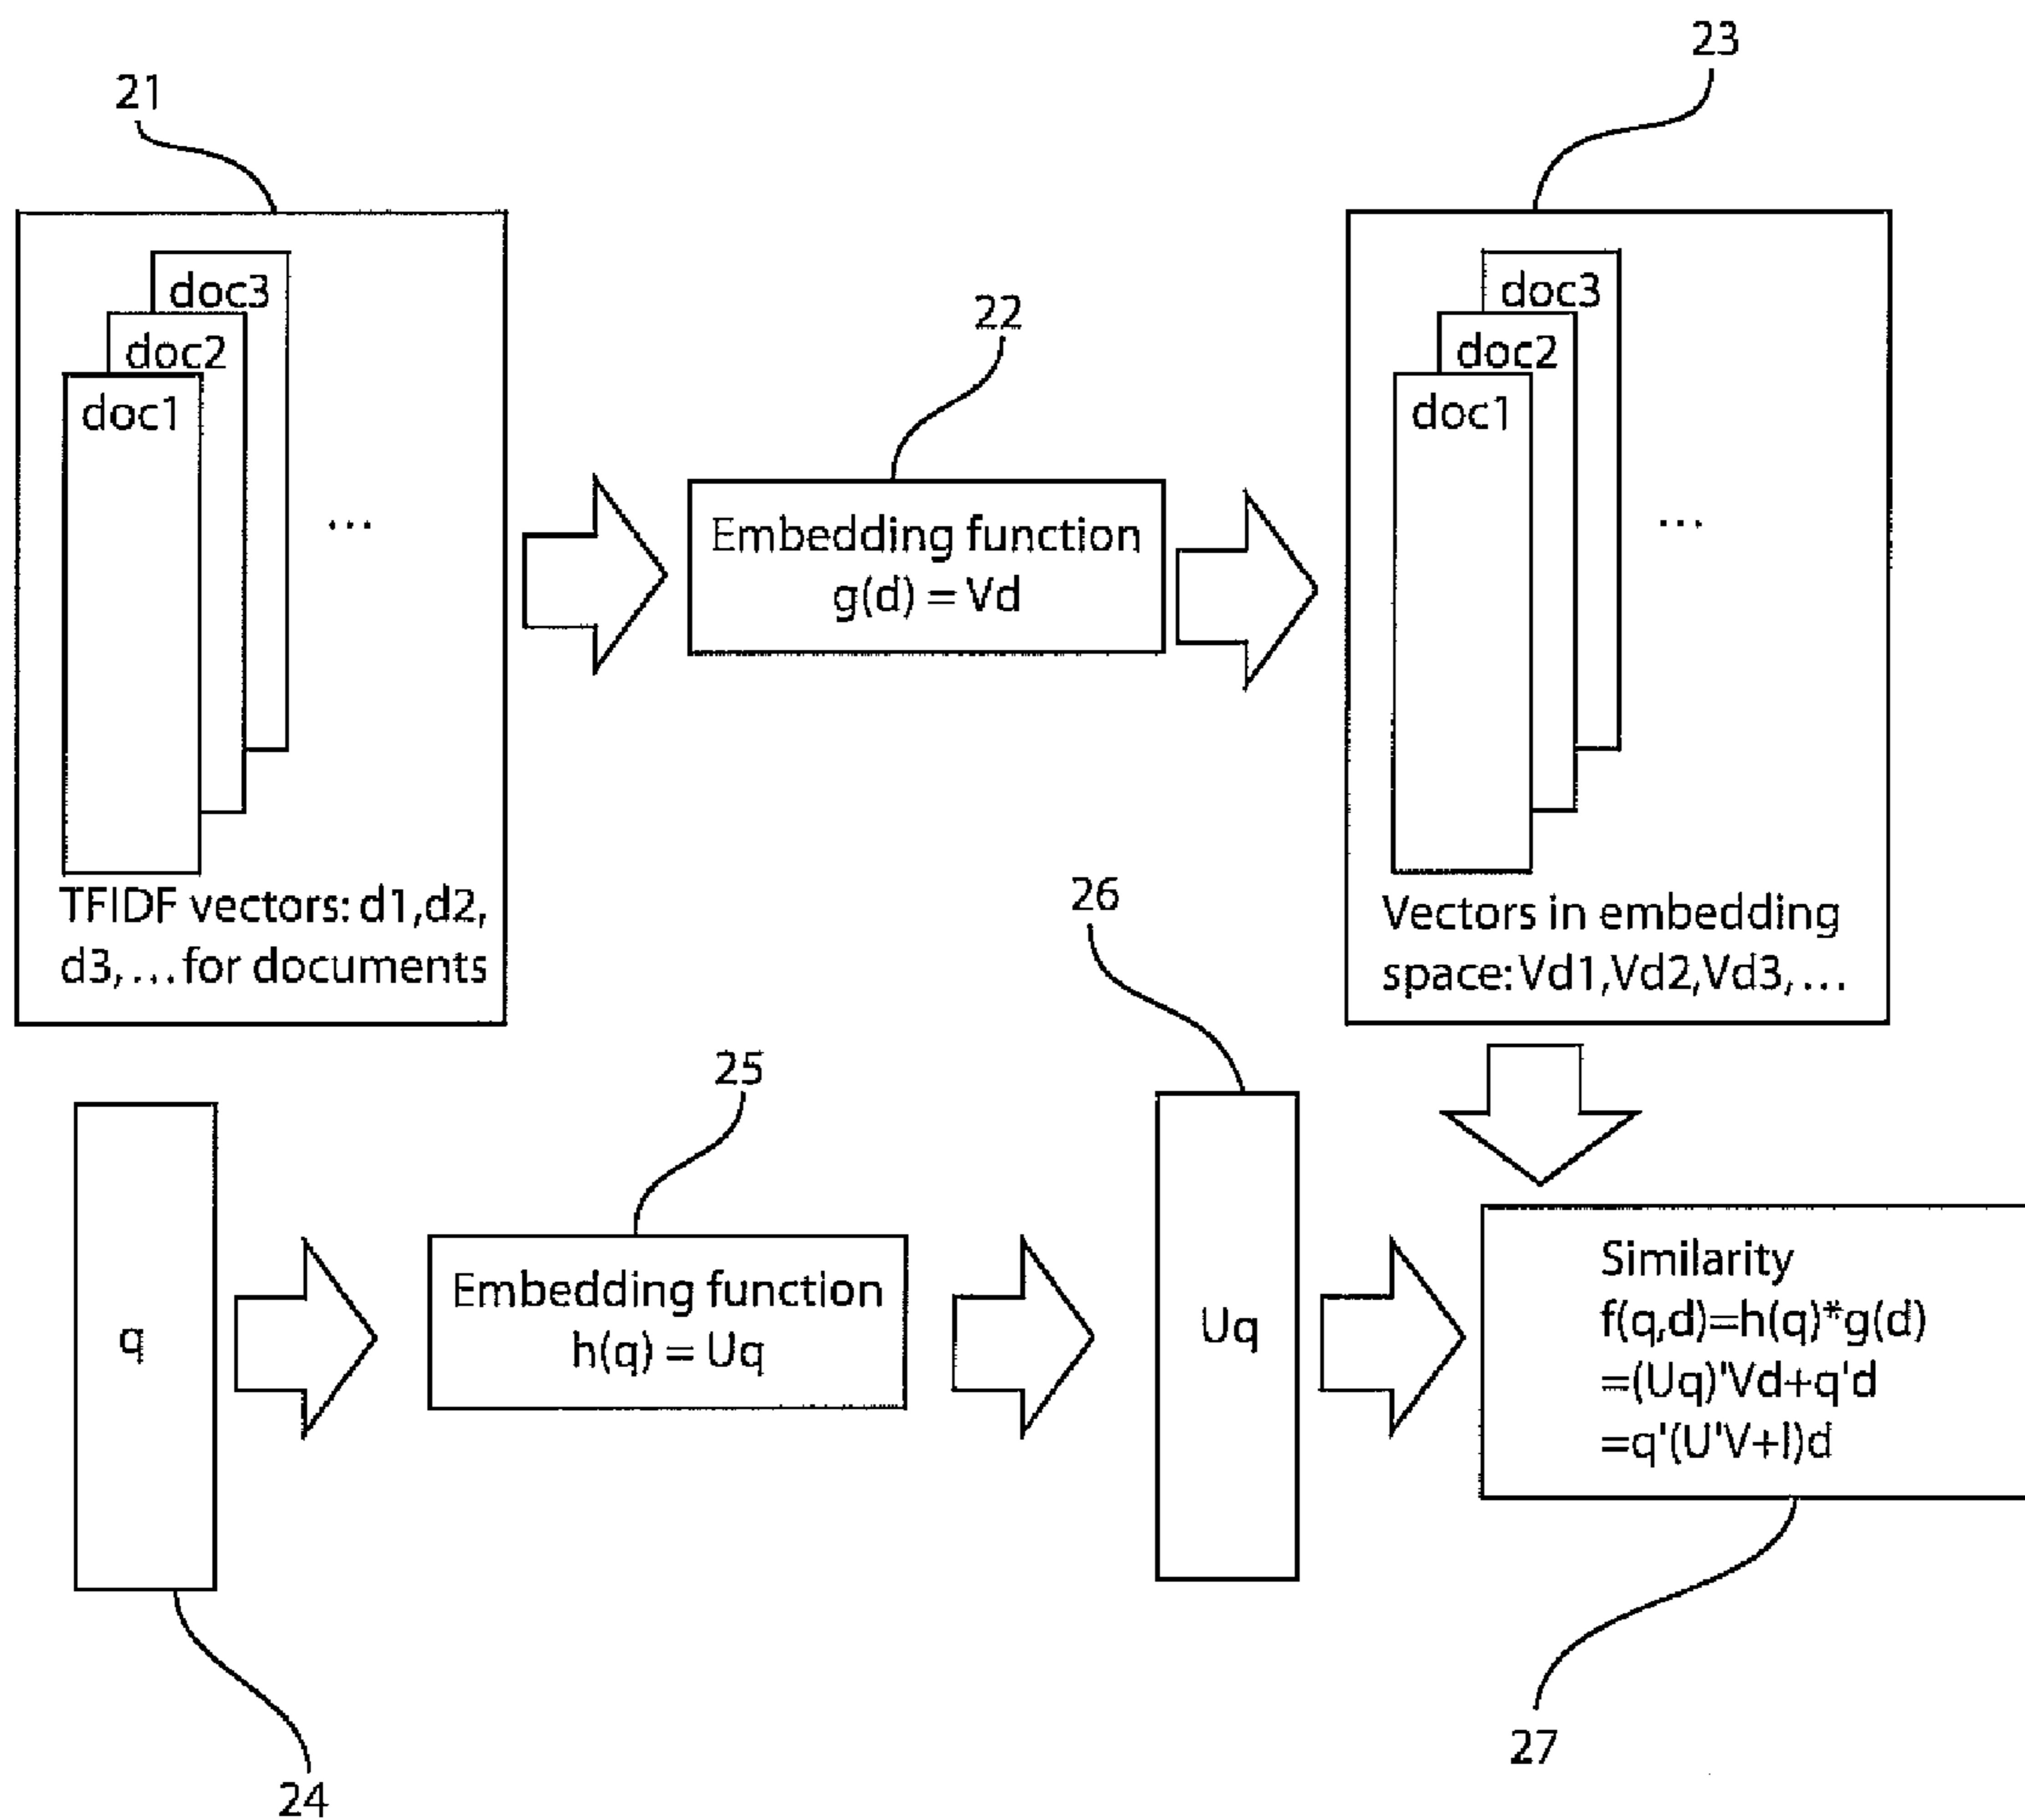 23
21
doc3
doc2
doc1
...
TFIDF vectors: d1,d2,
d3, ... for documents
22
Embedding function
g(d) = Vd
doc3
doc2
doc1
...
Vectors in embedding
space: Vd1,Vd2,Vd3, ...
26
25
q
Embedding function
h(q) = Uq
Uq
Similarity
f(q,d)=h(q)*g(d)
=(Uq)'Vd+q'd
=q'(U'V+I)d
24
27